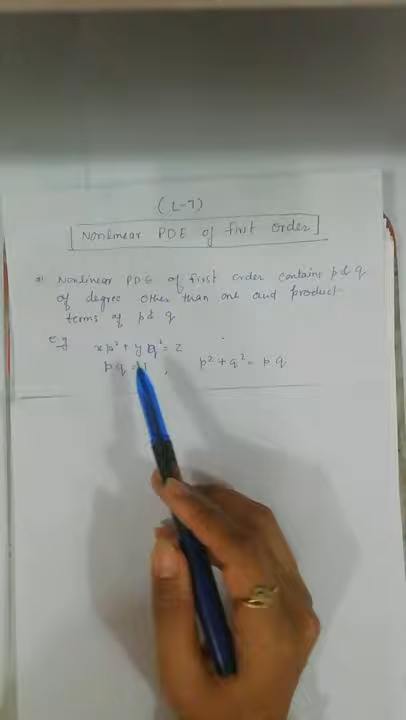 (L-7)
Nonlinear PDE of first order
Nonlinear PDE of first order contains p & q
of degree other than one and product
terms of p & q
e.g xp² + yq² = z
pq = 1 , p² + q² = pq